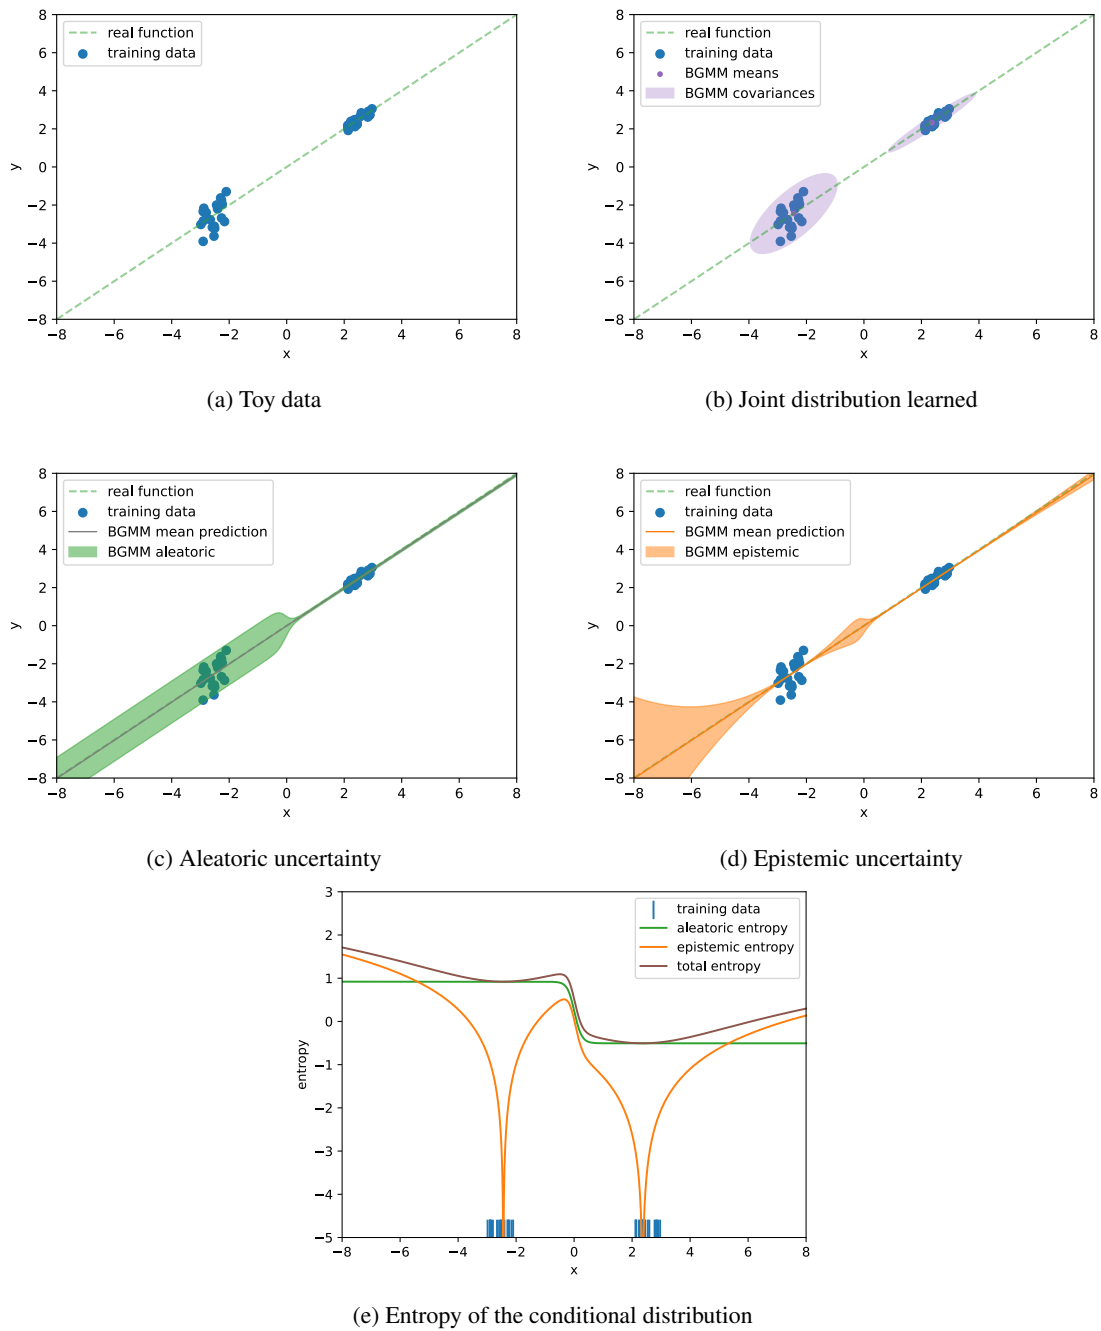 real function
training data
y
8
6
4
2
0
−2
−4
−6
−8
−8 −6 −4 −2 0 2 4 6 8
x
(a) Toy data
real function
training data
BGMM means
BGMM covariances
y
8
6
4
2
0
−2
−4
−6
−8
−8 −6 −4 −2 0 2 4 6 8
x
(b) Joint distribution learned
real function
training data
BGMM mean prediction
BGMM aleatoric
y
8
6
4
2
0
−2
−4
−6
−8
−8 −6 −4 −2 0 2 4 6 8
x
(c) Aleatoric uncertainty
real function
training data
BGMM mean prediction
BGMM epistemic
y
8
6
4
2
0
−2
−4
−6
−8
−8 −6 −4 −2 0 2 4 6 8
x
(d) Epistemic uncertainty
training data
aleatoric entropy
epistemic entropy
total entropy
entropy
3
2
1
0
−1
−2
−3
−4
−5
−8 −6 −4 −2 0 2 4 6 8
x
(e) Entropy of the conditional distribution